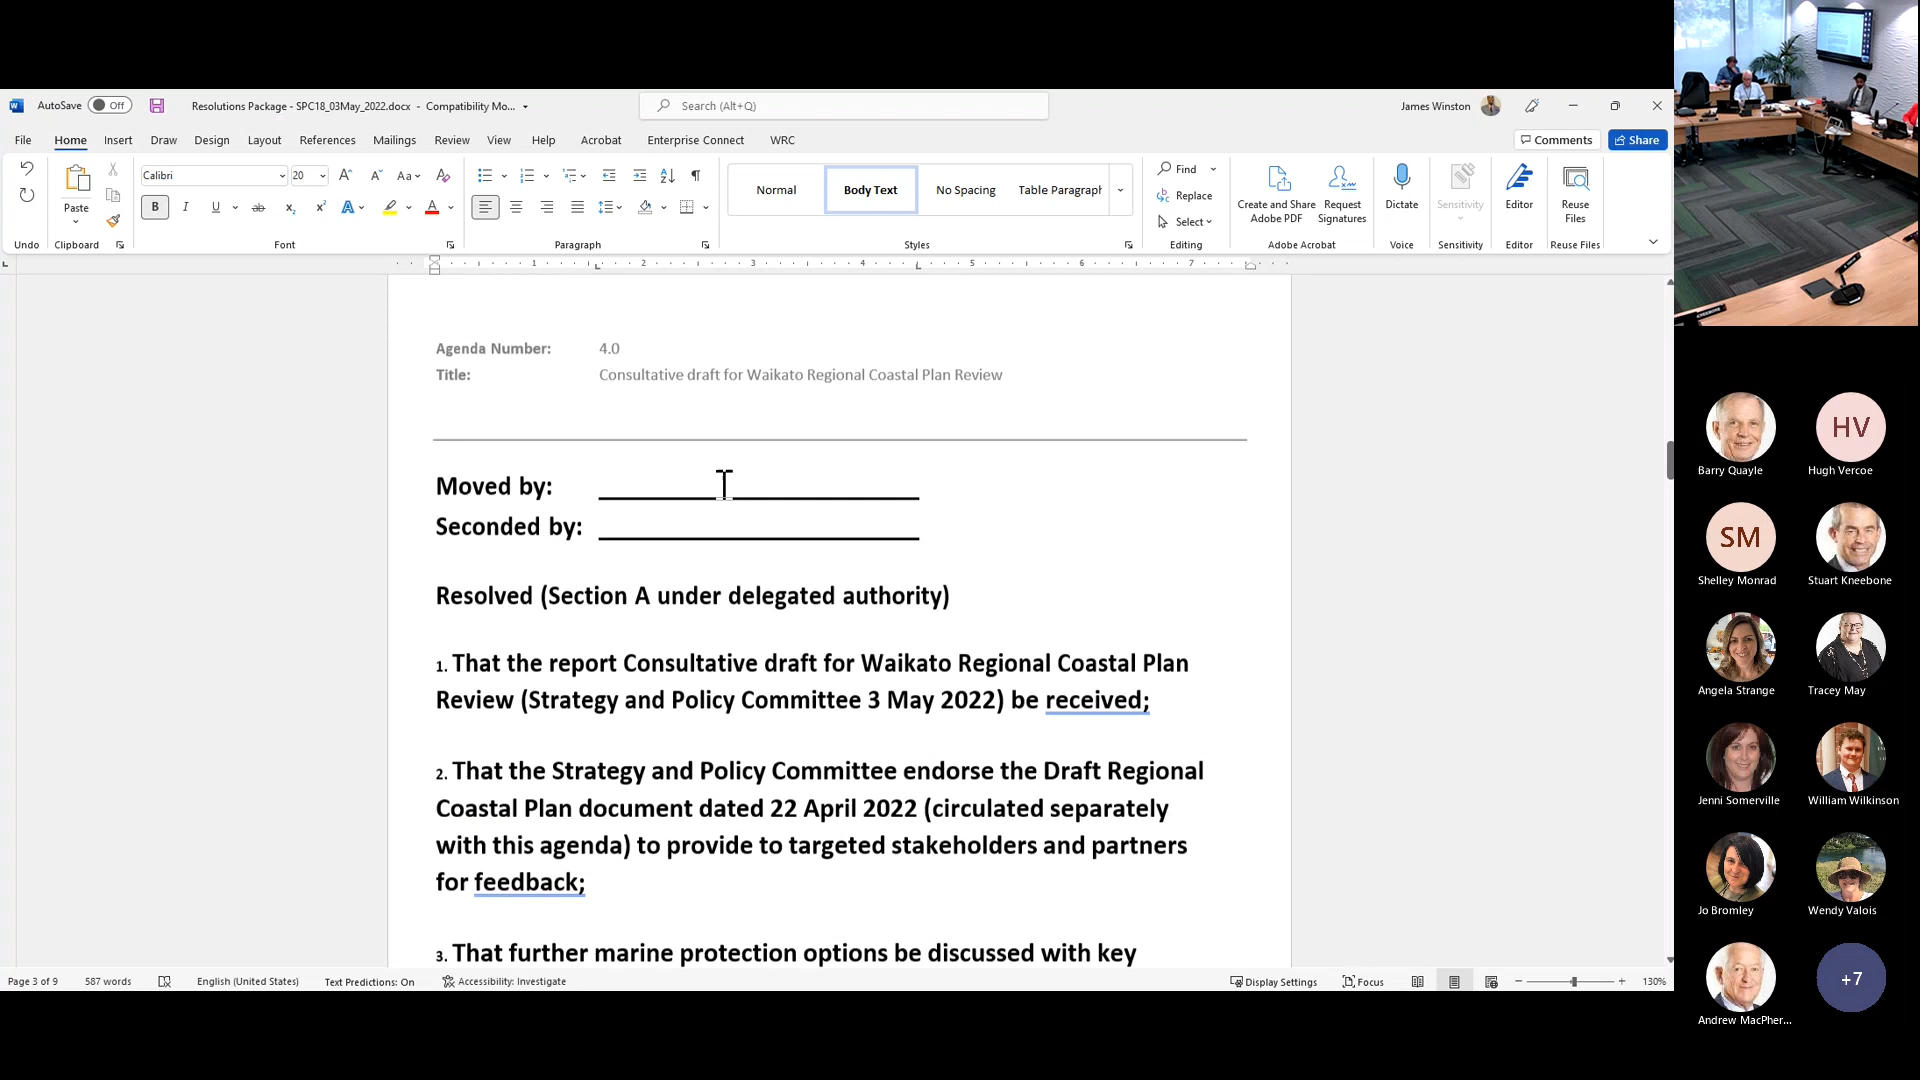 AutoSave Off
Resolutions Package - SPC18_03May_2022.docx - Compatibility Mo...
Search (Alt+Q)
James Winston
File Home Insert Draw Design Layout References Mailings Review View Help Acrobat Enterprise Connect WRC
Comments Share
Calibri 20
Paste
Normal Body Text No Spacing Table Paragraph
Find
Replace
Select
Create and Share Adobe PDF
Request Signatures
Dictate
Sensitivity
Editor
Reuse Files
Undo Clipboard Font Paragraph Styles Editing Adobe Acrobat Voice Sensitivity Editor Reuse Files
1 2 3 4 5 6 7
Agenda Number: 4.0
Title: Consultative draft for Waikato Regional Coastal Plan Review
Moved by:
Seconded by:
Resolved (Section A under delegated authority)
1. That the report Consultative draft for Waikato Regional Coastal Plan
Review (Strategy and Policy Committee 3 May 2022) be received;
2. That the Strategy and Policy Committee endorse the Draft Regional
Coastal Plan document dated 22 April 2022 (circulated separately
with this agenda) to provide to targeted stakeholders and partners
for feedback;
3. That further marine protection options be discussed with key
Page 3 of 9 587 words English (United States) Text Predictions: On Accessibility: Investigate Display Settings Focus 130%
Barry Quayle
HV
Hugh Vercoe
SM
Shelley Monrad
Stuart Kneebone
Angela Strange
Tracey May
Jenni Somerville
William Wilkinson
Jo Bromley
Wendy Valois
Andrew MacPher...
+7